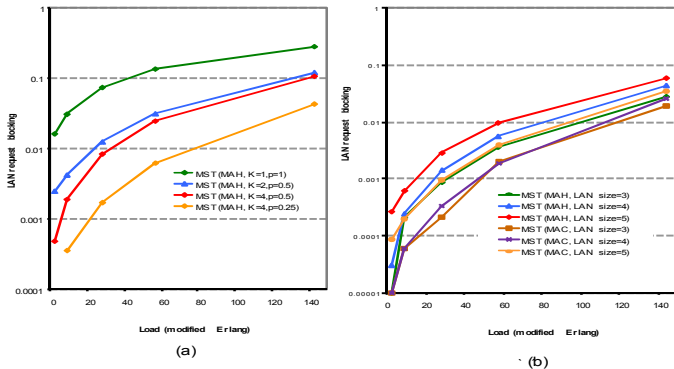 1
0.1
0.01
0.001
0.0001
LAN request blocking
MST(MAH, K=1,p=1)
MST(MAH, K=2,p=0.5)
MST(MAH, K=4,p=0.5)
MST(MAH, K=4,p=0.25)
0 20 40 60 80 100 120 140
Load (modified Erlang)
(a)
1
0.1
0.01
0.001
0.0001
0.00001
LAN request blocking
MST(MAH, LAN size=3)
MST(MAH, LAN size=4)
MST(MAH, LAN size=5)
MST(MAC, LAN size=3)
MST(MAC, LAN size=4)
MST(MAC, LAN size=5)
0 20 40 60 80 100 120 140
Load (modified Erlang)
` (b)